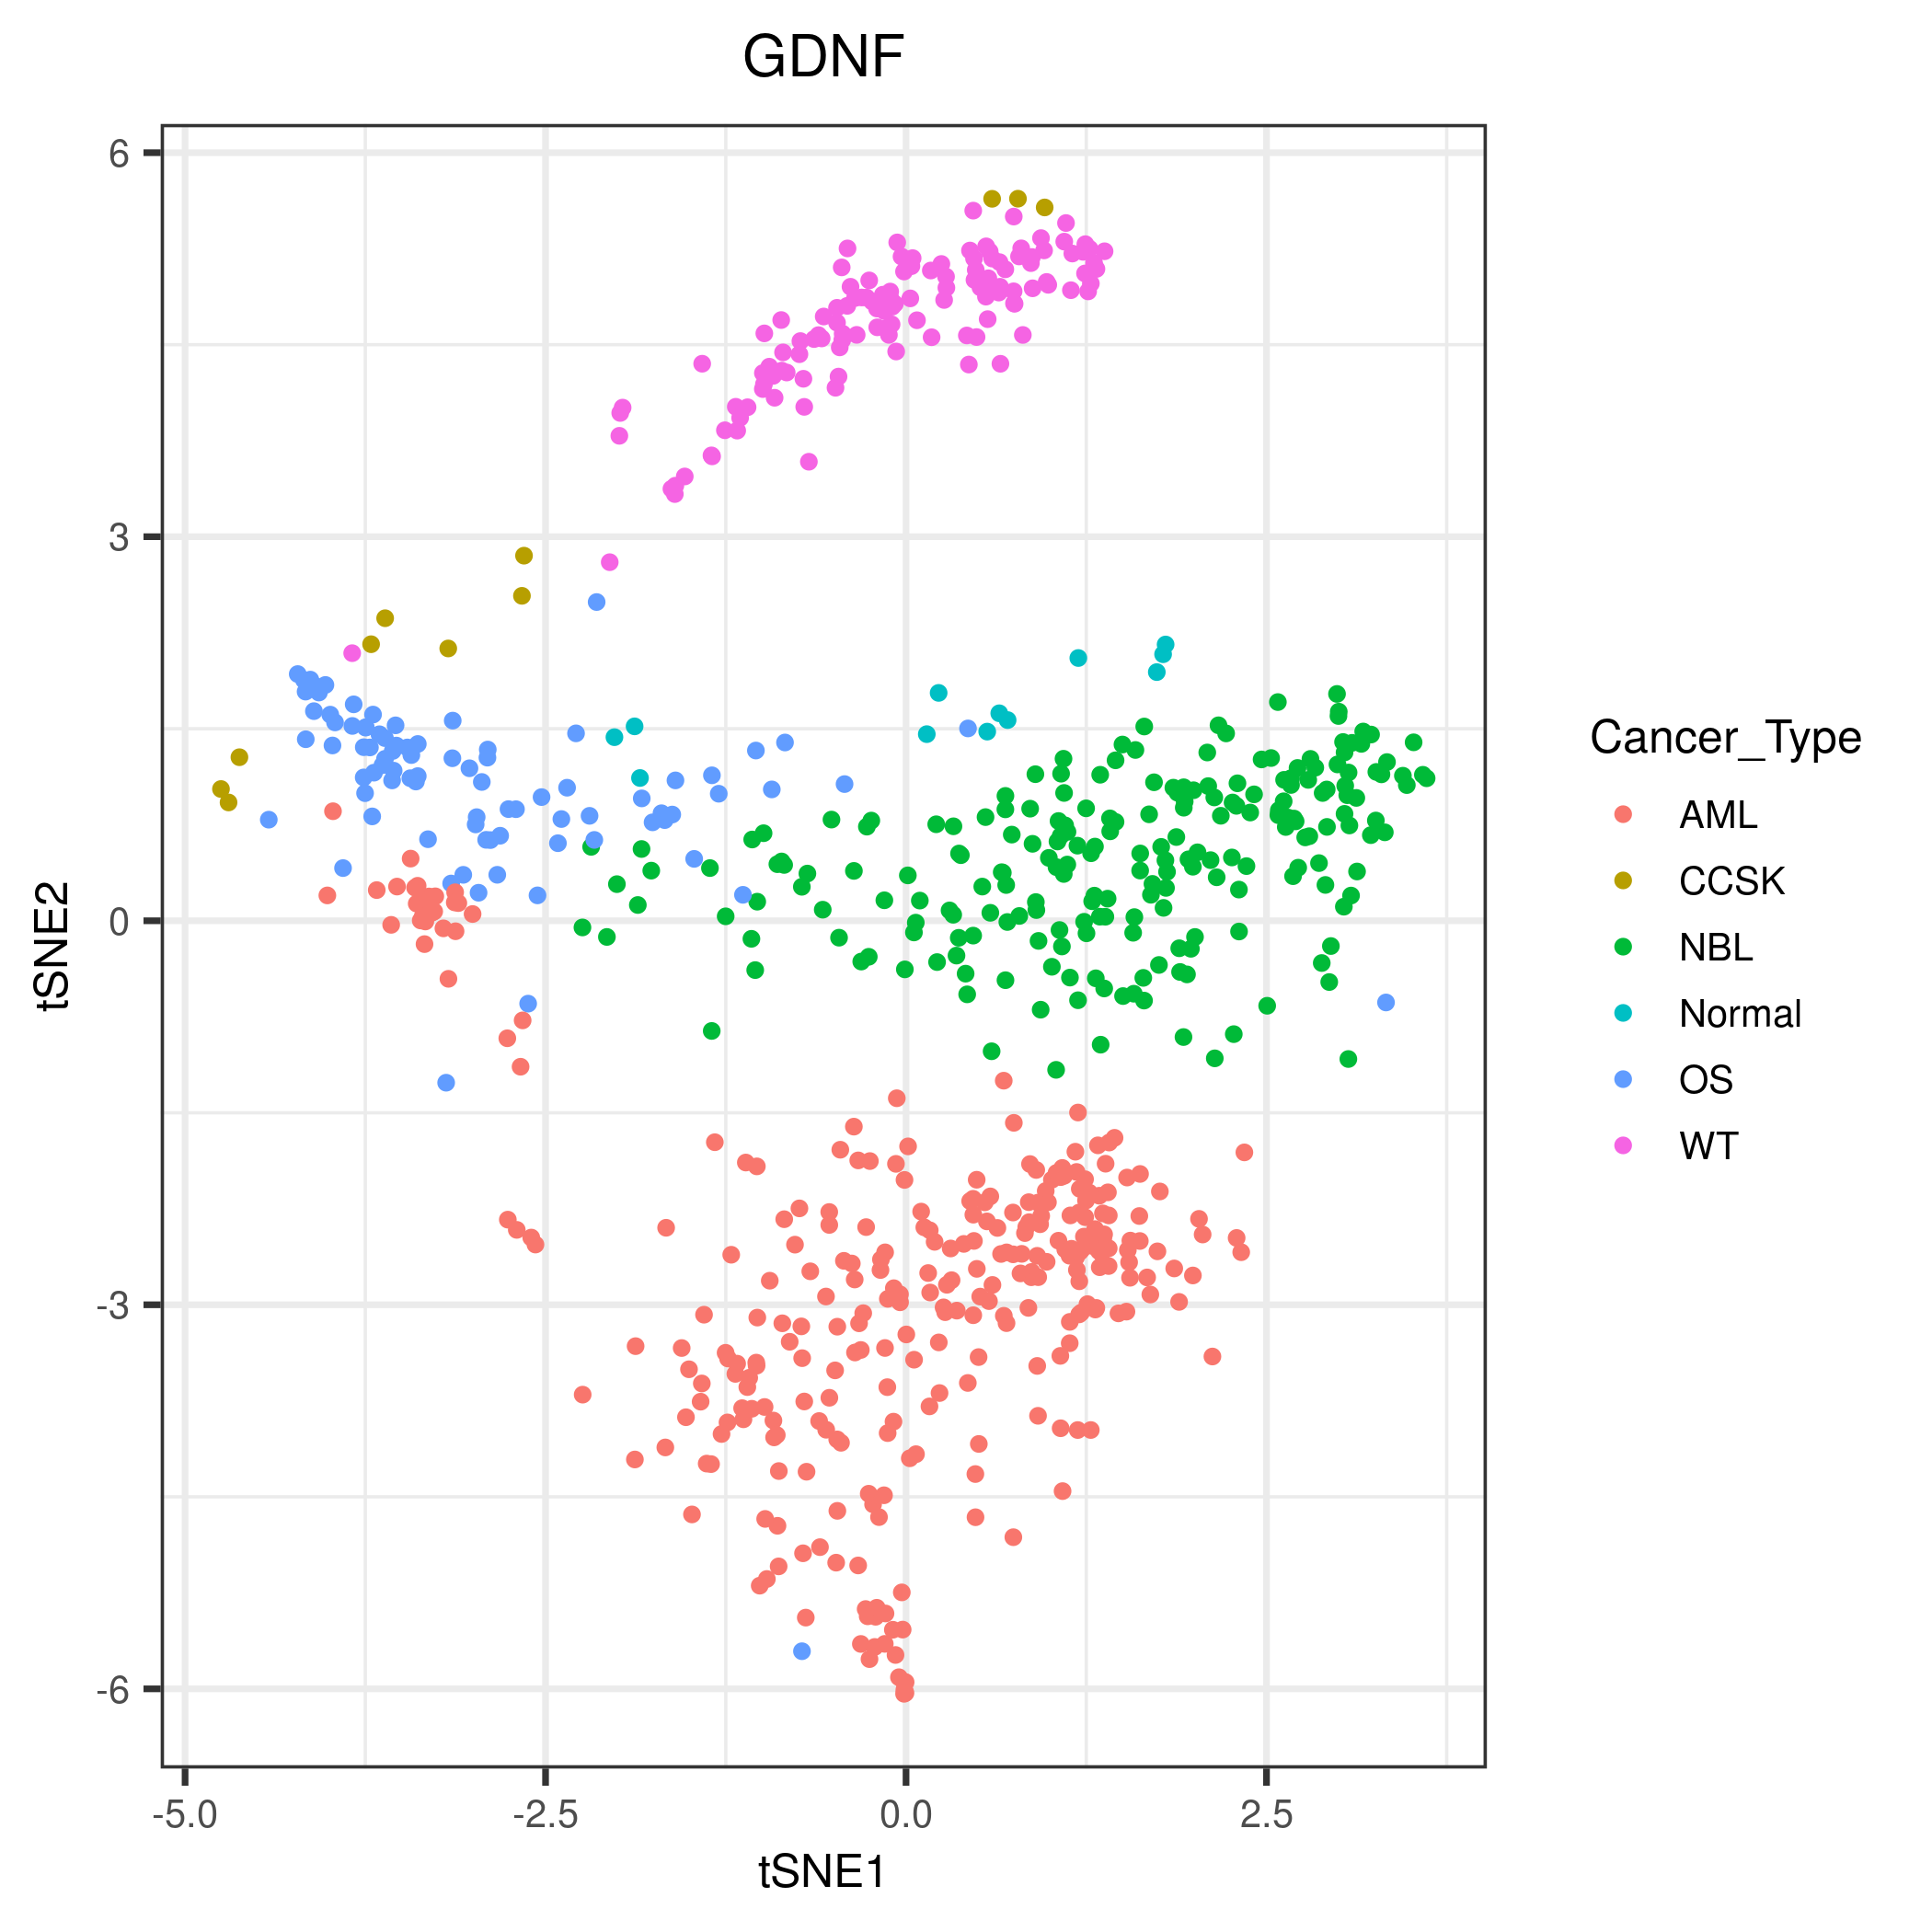 GDNF
6
3
0
-3
-6
tSNE2
-5.0
-2.5
0.0
2.5
tSNE1
Cancer_Type
AML
CCSK
NBL
Normal
OS
WT